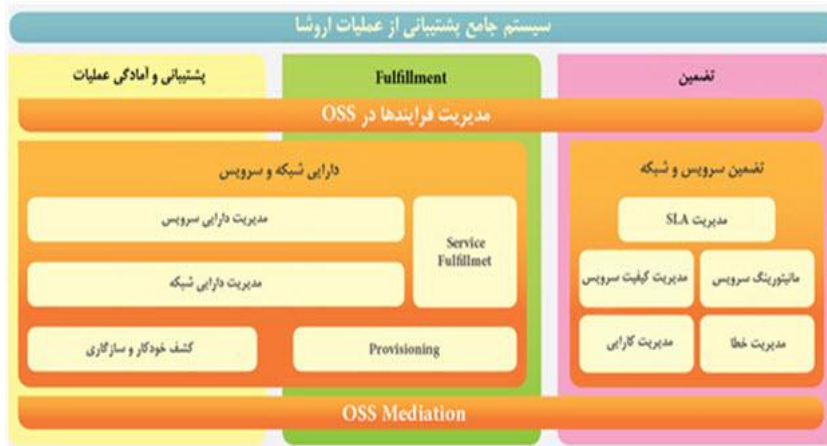 سیستم جامع پشتیبانی از عملیات اروشا
تضمین
Fulfillment
پشتیبانی و آمادگی عملیات
مدیریت فرایندها در OSS
تضمین سرویس و شبکه
مدیریت SLA
مانیتورینگ سرویس
مدیریت کیفیت سرویس
مدیریت خطا
مدیریت کارایی
دارایی شبکه و سرویس
Service
Fulfillmet
مدیریت دارایی سرویس
مدیریت دارایی شبکه
Provisioning
کشف خودکار و سازگاری
OSS Mediation